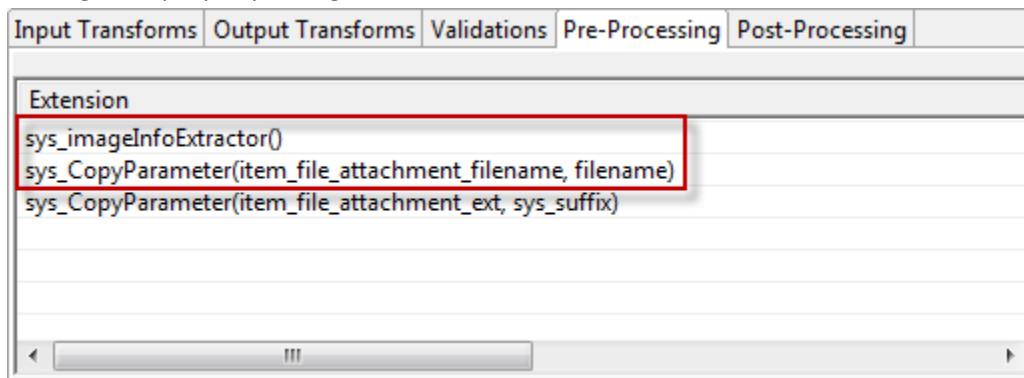 Input Transforms Output Transforms Validations Pre-Processing Post-Processing
Extension
sys_imageInfoExtractor()
sys_CopyParameter(item_file_attachment_filename, filename)
sys_CopyParameter(item_file_attachment_ext, sys_suffix)